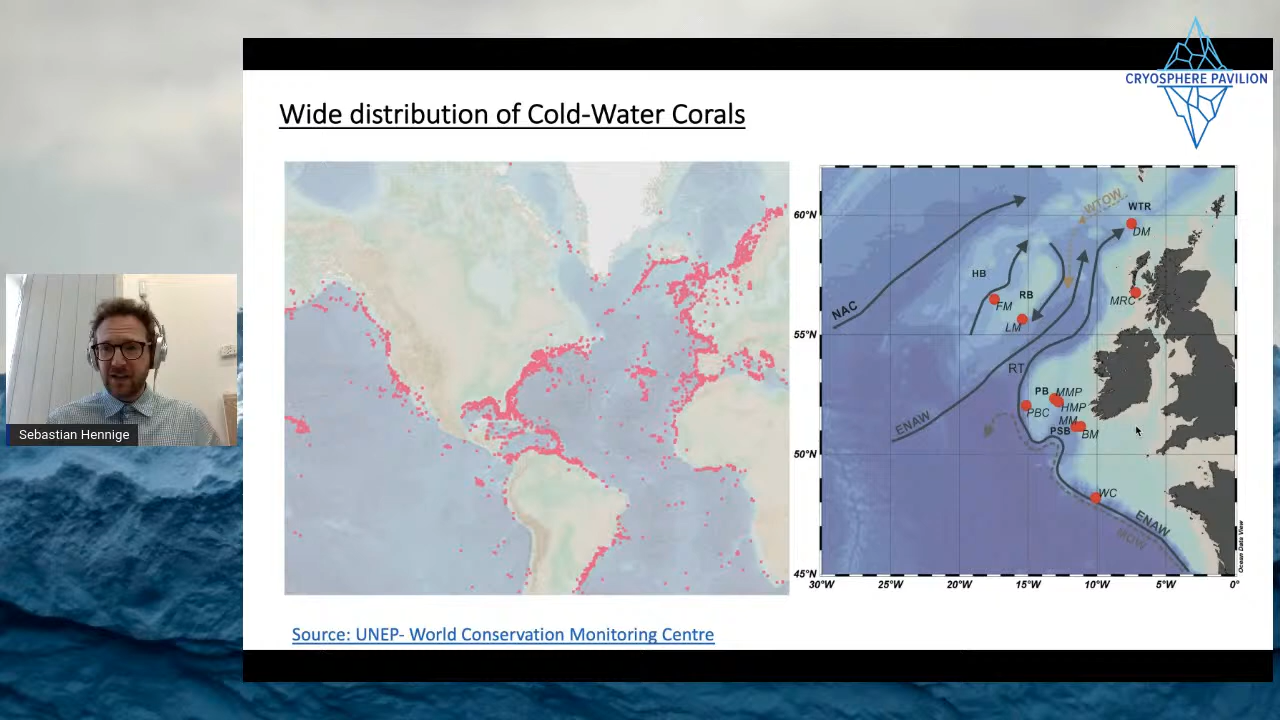 CRYOSPHERE PAVILION
Wide distribution of Cold-Water Corals
60°N
55°N
50°N
45°N
30°W
25°W
20°W
15°W
10°W
5°W
0°
WTOW
WTR
DM
HB
FM
RB
LM
MRC
NAC
RT
ENAW
PB
MMP
HMP
PBC
MM
PSB
BM
WC
ENAW
MOW
Ocean Data View
Sebastian Hennige
Source: UNEP- World Conservation Monitoring Centre